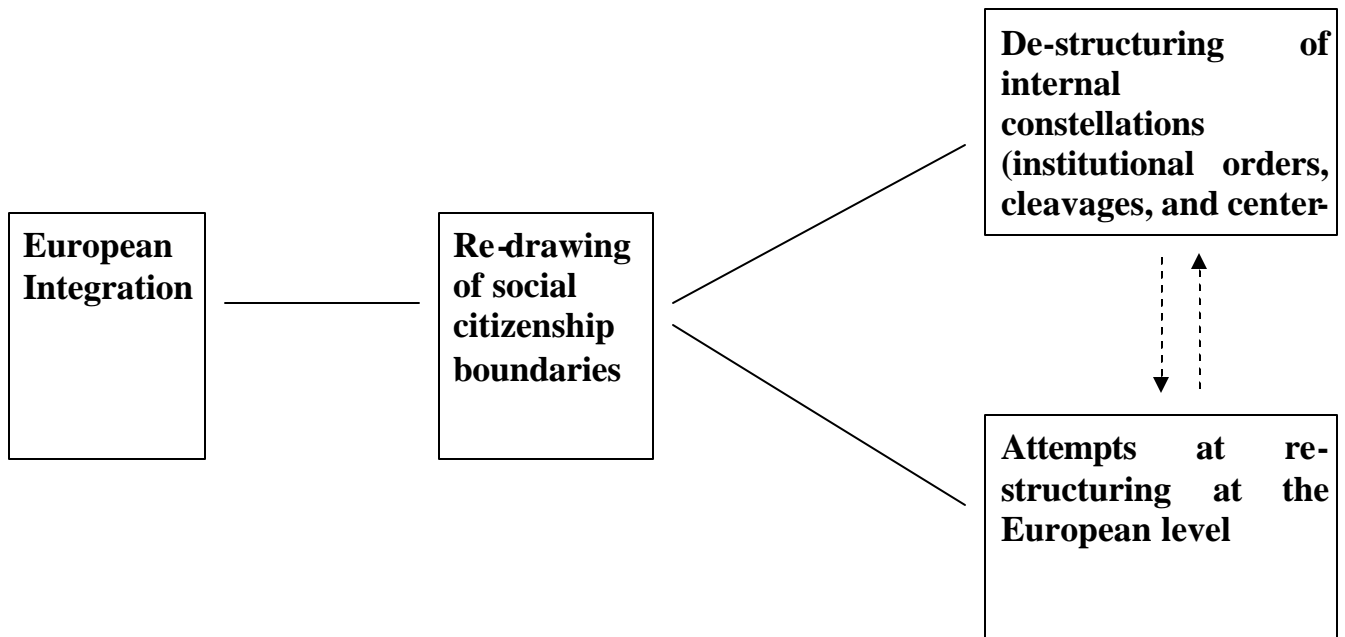 European
Integration
Re-drawing
of social
citizenship
boundaries
De-structuring of
internal
constellations
(institutional orders,
cleavages, and center-
Attempts at re-
structuring at the
European level